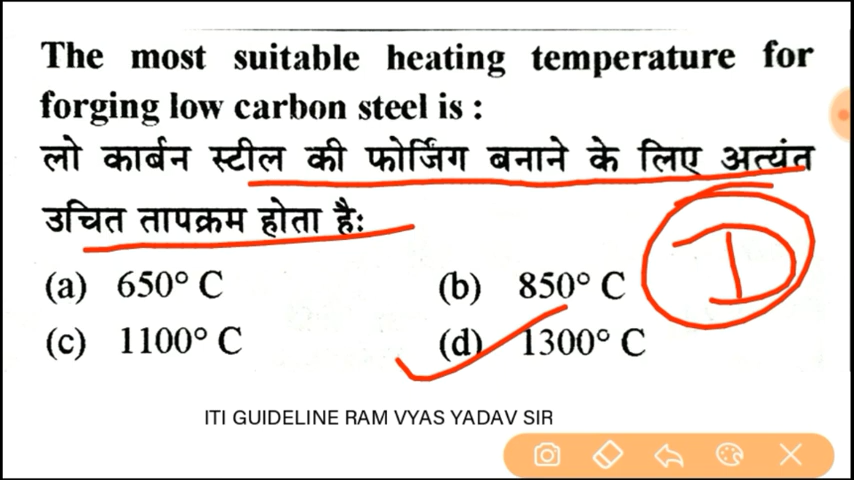 The most suitable heating temperature for
forging low carbon steel is :
लो कार्बन स्टील की फोर्जिंग बनाने के लिए अत्यंत
उचित तापक्रम होता हैः
(a) 650° C (b) 850° C
(c) 1100° C (d) 1300° C
D
ITI GUIDELINE RAM VYAS YADAV SIR